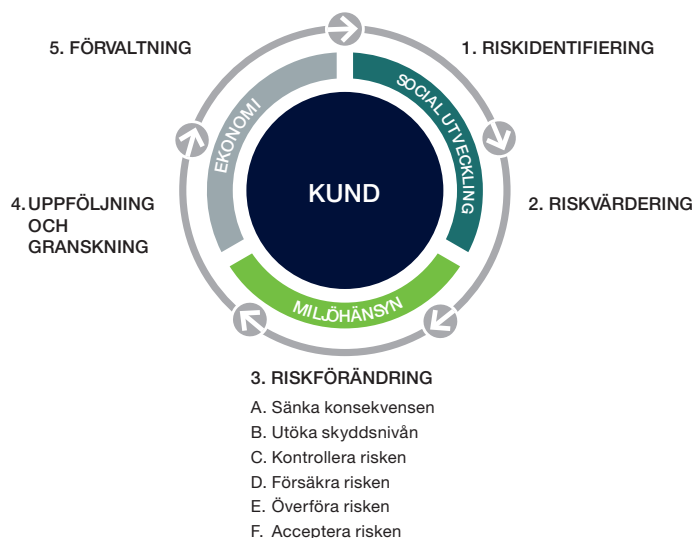 5. FÖRVALTNING
1. RISKIDENTIFIERING
EKONOMI
SOCIAL UTVECKLING
KUND
4. UPPFÖLJNING
OCH
GRANSKNING
2. RISKVÄRDERING
MILJÖHÄNSYN
3. RISKFÖRÄNDRING
A. Sänka konsekvensen
B. Utöka skyddsnivån
C. Kontrollera risken
D. Försäkra risken
E. Överföra risken
F. Acceptera risken